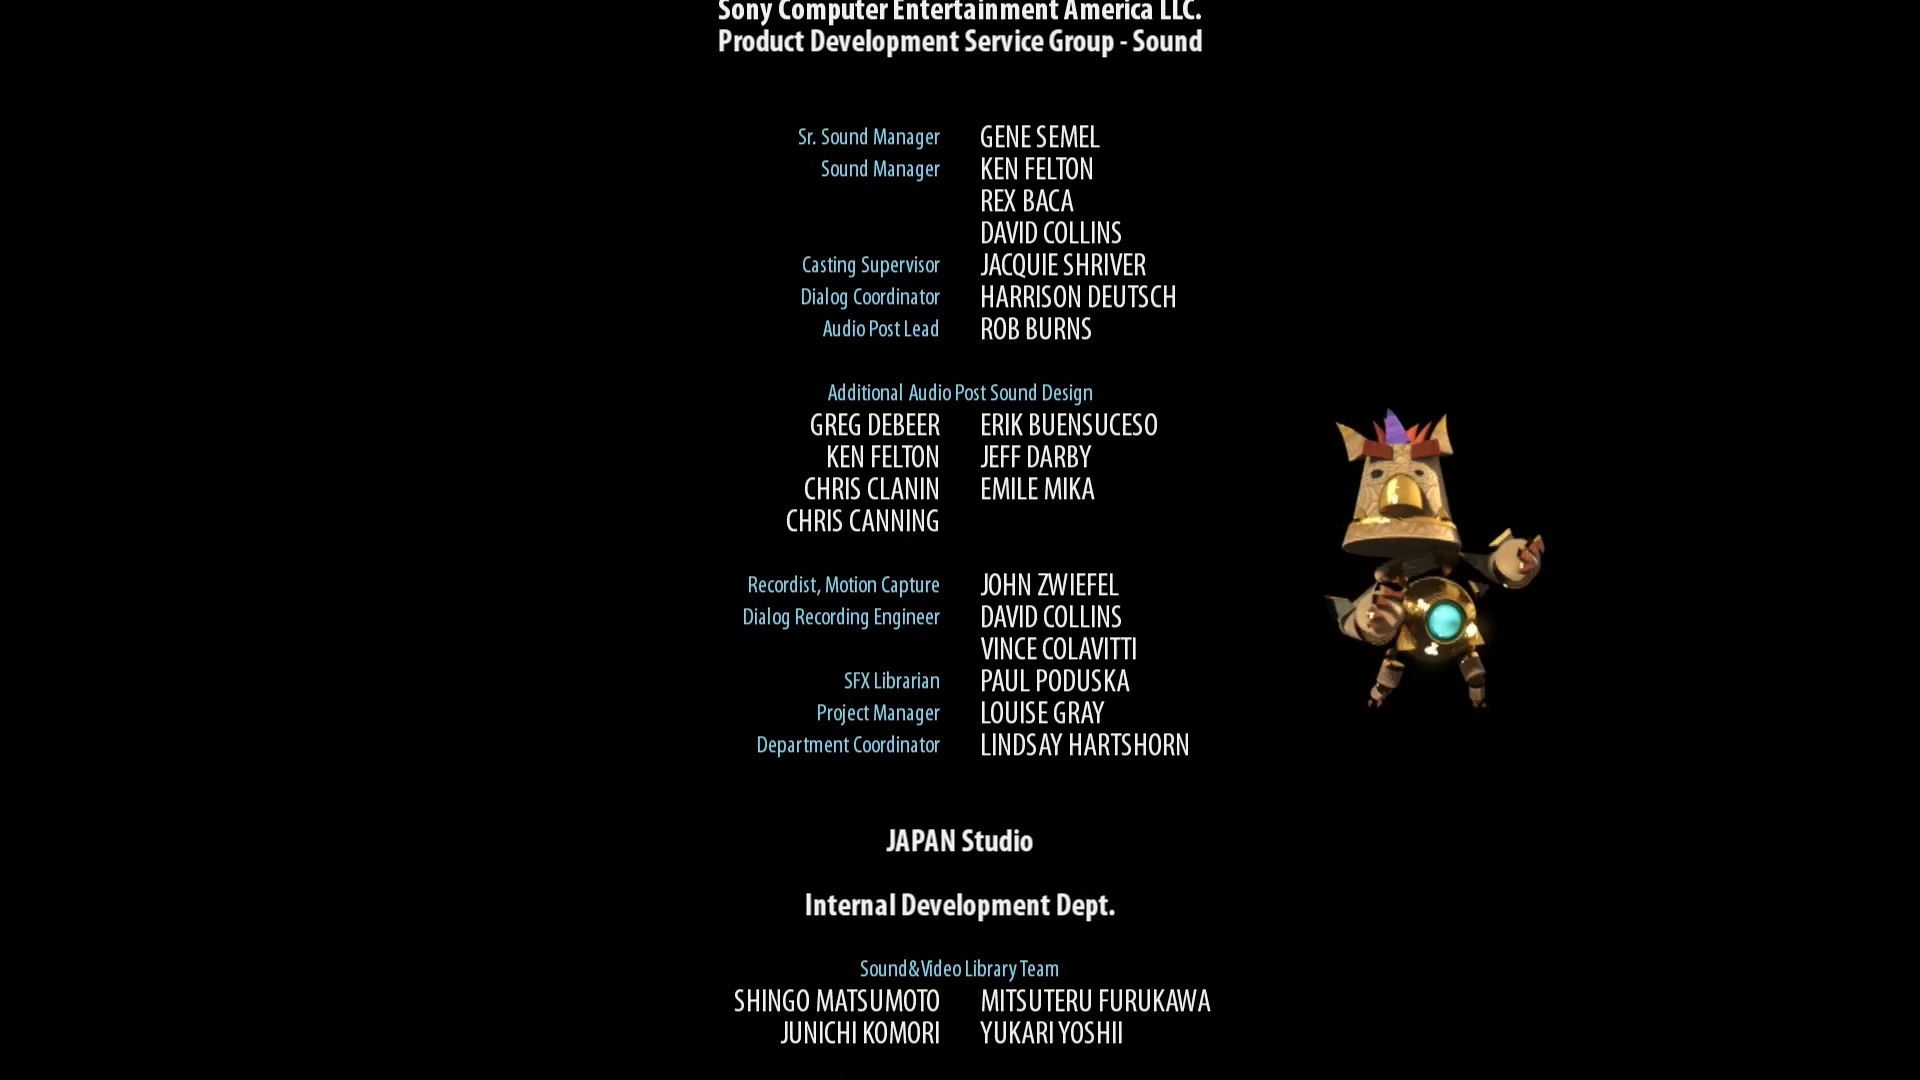 Sony Computer Entertainment America LLC.
Product Development Service Group - Sound
Sr. Sound Manager GENE SEMEL
Sound Manager KEN FELTON
REX BACA
DAVID COLLINS
Casting Supervisor JACQUIE SHRIVER
Dialog Coordinator HARRISON DEUTSCH
Audio Post Lead ROB BURNS
Additional Audio Post Sound Design
GREG DEBEER ERIK BUENSUCESO
KEN FELTON JEFF DARBY
CHRIS CLANIN EMILE MIKA
CHRIS CANNING
Recordist, Motion Capture JOHN ZWIEFEL
Dialog Recording Engineer DAVID COLLINS
VINCE COLAVITTI
SFX Librarian PAUL PODUSKA
Project Manager LOUISE GRAY
Department Coordinator LINDSAY HARTSHORN
JAPAN Studio
Internal Development Dept.
Sound&Video Library Team
SHINGO MATSUMOTO MITSUTERU FURUKAWA
JUNICHI KOMORI YUKARI YOSHII